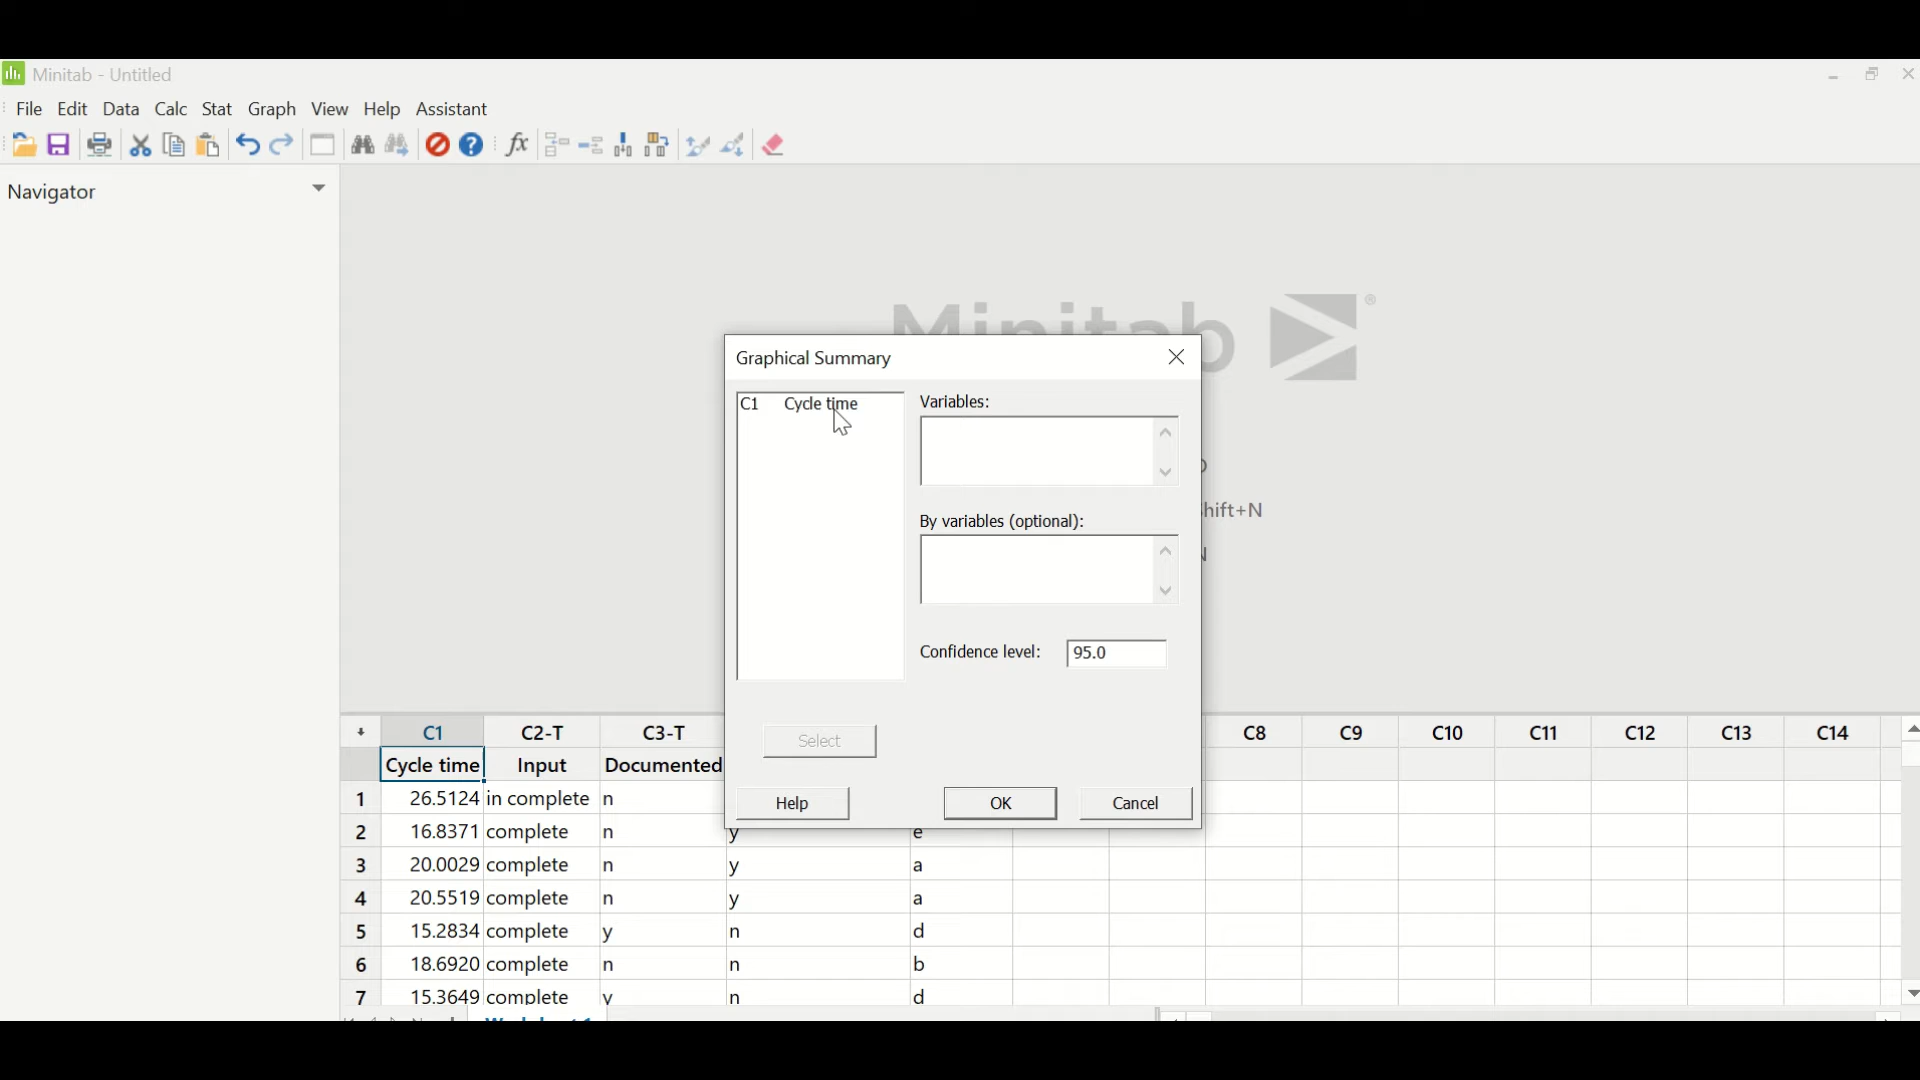 Minitab - Untitled
File Edit Data Calc Stat Graph View Help Assistant
fx
Navigator
Minitab ®
Graphical Summary
C1 Cycle time
Variables:
By variables (optional):
hift+N
Confidence level: 95.0
Select
Help OK Cancel
C1 C2-T C3-T C8 C9 C10 C11 C12 C13 C14
Cycle time Input Documented
1 26.5124 in complete n
2 16.8371 complete n y e
3 20.0029 complete n y a
4 20.5519 complete n y a
5 15.2834 complete y n d
6 18.6920 complete n n b
7 15.3649 complete y n d